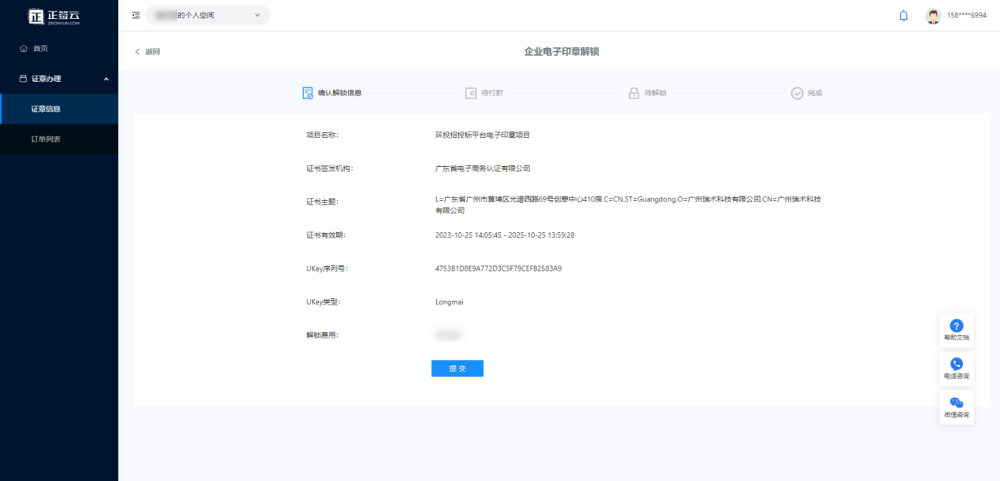 正 正签云
ZSIGNYUN.COM
的个人空间
158****6994
首页
证章办理
证章信息
订单列表
返回
企业电子印章解锁
确认解锁信息
待付款
待解锁
完成
项目名称:
环投招投标平台电子印章项目
证书签发机构:
广东省电子商务认证有限公司
证书主题:
L=广东省广州市黄埔区光谱西路69号创意中心410房,C=CN,ST=Guangdong,O=广州瑞术科技有限公司,CN=广州瑞术科技
有限公司
证书有效期:
2023-10-25 14:05:45 - 2025-10-25 13:59:28
UKey序列号:
4753B1D8E9A772D3C5F79CEFB2583A9
UKey类型:
Longmai
解锁费用:
提 交
帮助文档
电话咨询
微信咨询